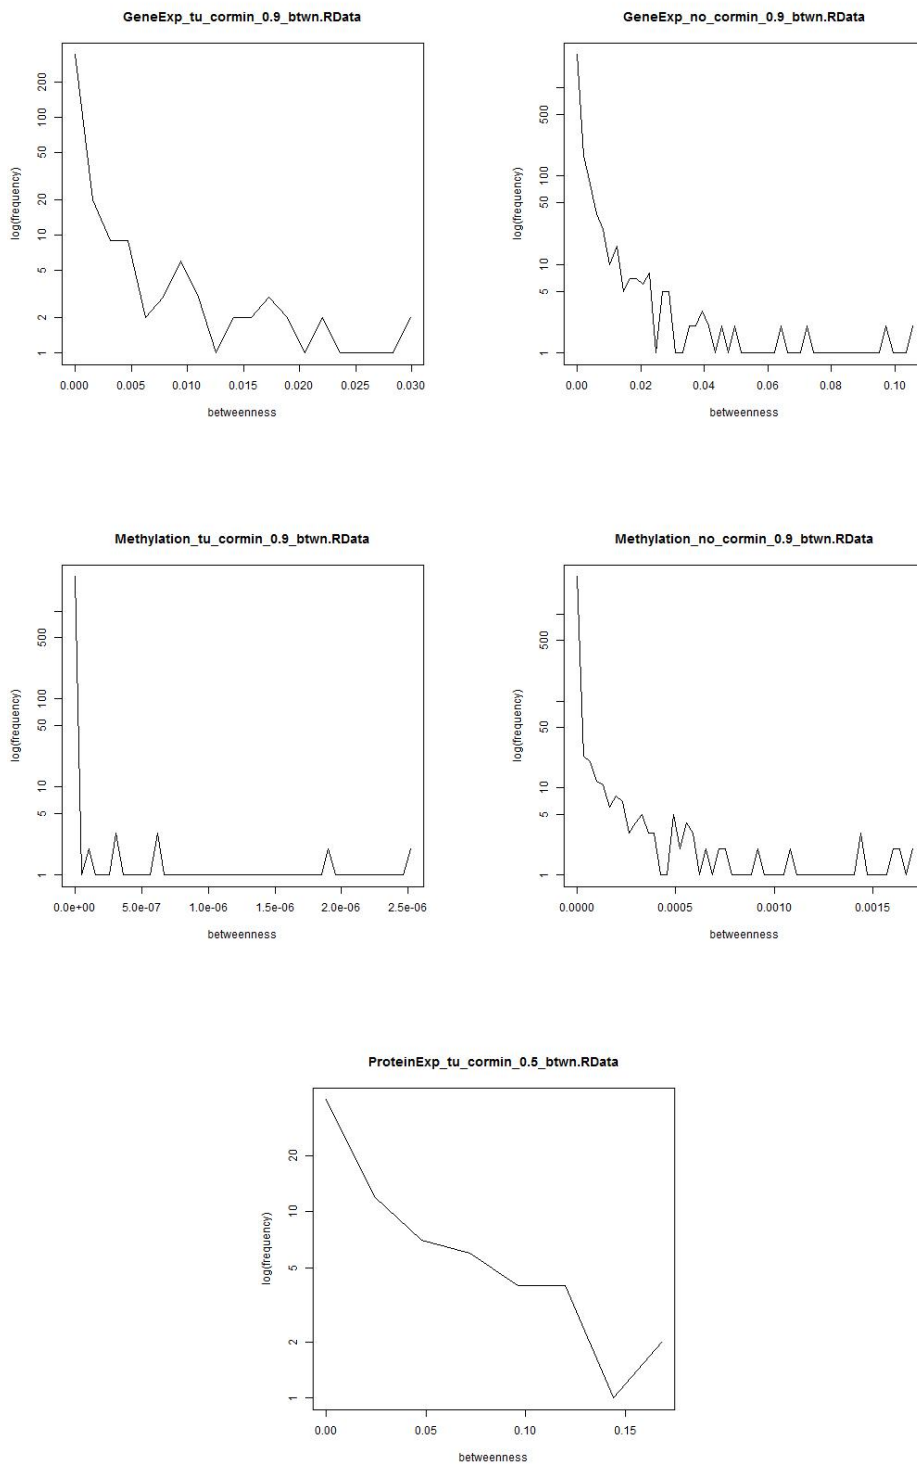 GeneExp_tu_cormin_0.9_btwn.RData
log(frequency)
200
100
50
20
10
5
2
1
0.000 0.005 0.010 0.015 0.020 0.025 0.030
betweenness
GeneExp_no_cormin_0.9_btwn.RData
log(frequency)
500
100
50
10
5
1
0.00 0.02 0.04 0.06 0.08 0.10
betweenness
Methylation_tu_cormin_0.9_btwn.RData
log(frequency)
500
100
50
10
5
1
0.0e+00 5.0e-07 1.0e-06 1.5e-06 2.0e-06 2.5e-06
betweenness
Methylation_no_cormin_0.9_btwn.RData
log(frequency)
500
50
10
5
1
0.0000 0.0005 0.0010 0.0015
betweenness
ProteinExp_tu_cormin_0.5_btwn.RData
log(frequency)
20
10
5
2
1
0.00 0.05 0.10 0.15
betweenness